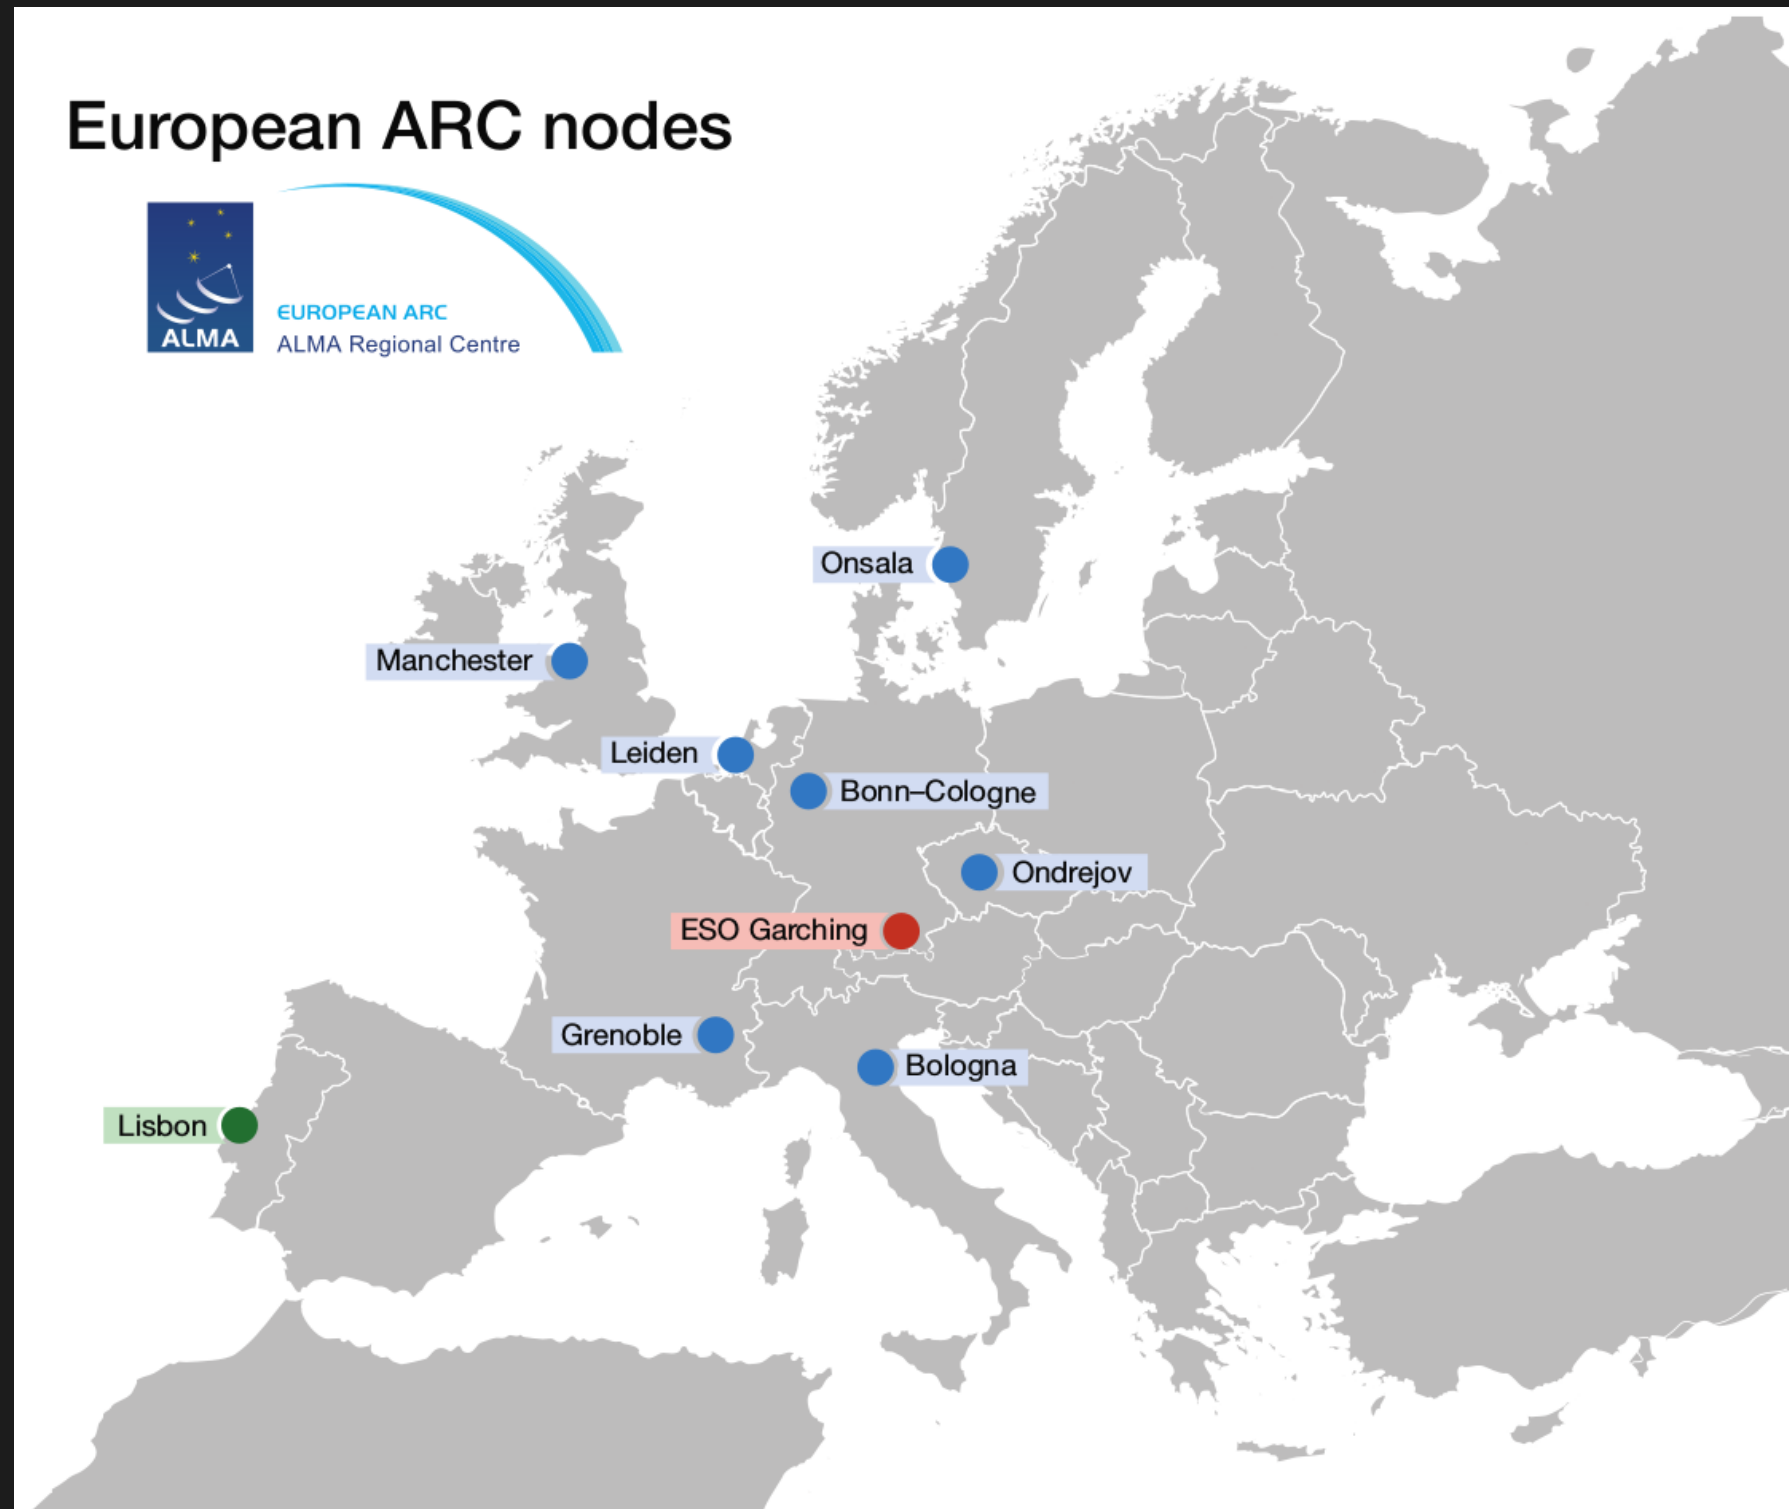 European ARC nodes
ALMA
EUROPEAN ARC
ALMA Regional Centre
Onsala
Manchester
Leiden
Bonn–Cologne
Ondrejov
ESO Garching
Grenoble
Bologna
Lisbon